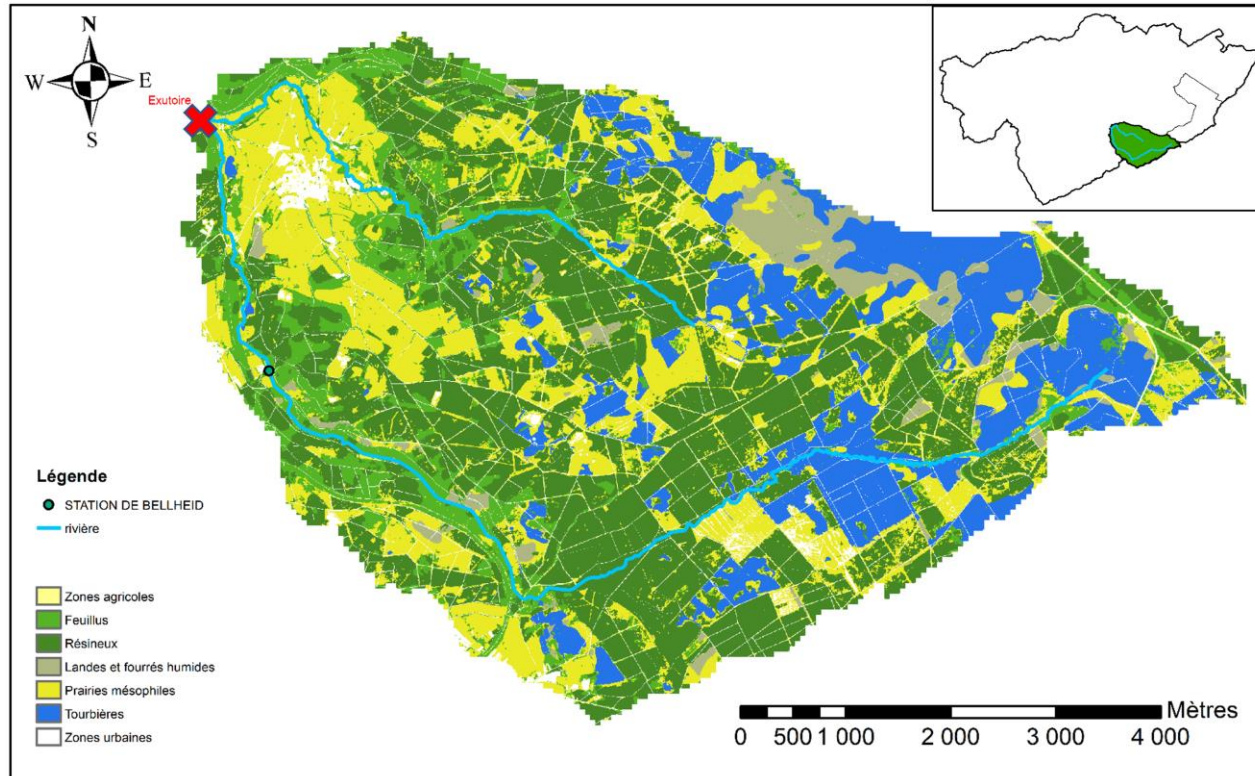 N
W
E
S
Exutoire
Légende
STATION DE BELLHEID
rivière
Zones agricoles
Feuillus
Résineux
Landes et fourrés humides
Prairies mésophiles
Tourbières
Zones urbaines
Mètres
0 500 1 000 2 000 3 000 4 000